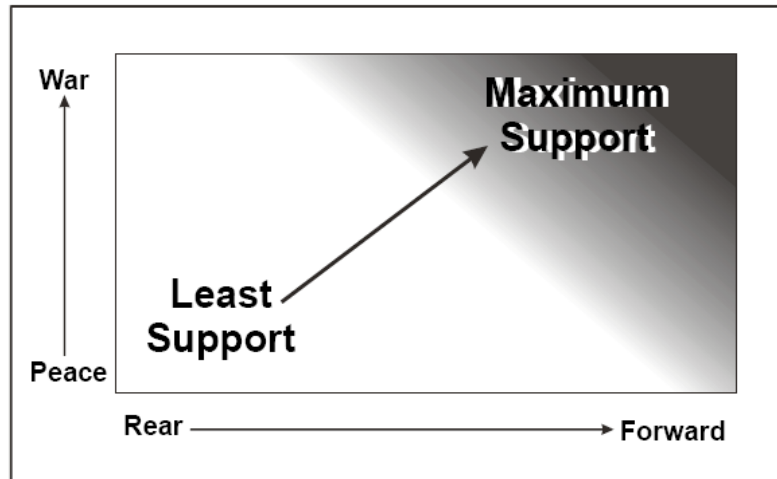 War
Maximum
Support
Least
Support
Peace
Rear
Forward